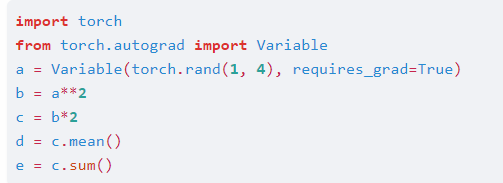 import torch
from torch.autograd import Variable
a = Variable(torch.rand(1, 4), requires_grad=True)
b = a**2
c = b*2
d = c.mean()
e = c.sum()